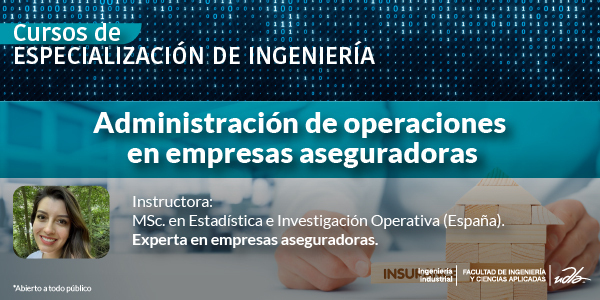 Cursos de
ESPECIALIZACIÓN DE INGENIERÍA
Administración de operaciones
en empresas aseguradoras
Instructora:
MSc. en Estadística e Investigación Operativa (España).
Experta en empresas aseguradoras.
INSU
Ingeniería
industrial
FACULTAD DE INGENIERÍA
Y CIENCIAS APLICADAS
udb
*Abierto a todo público